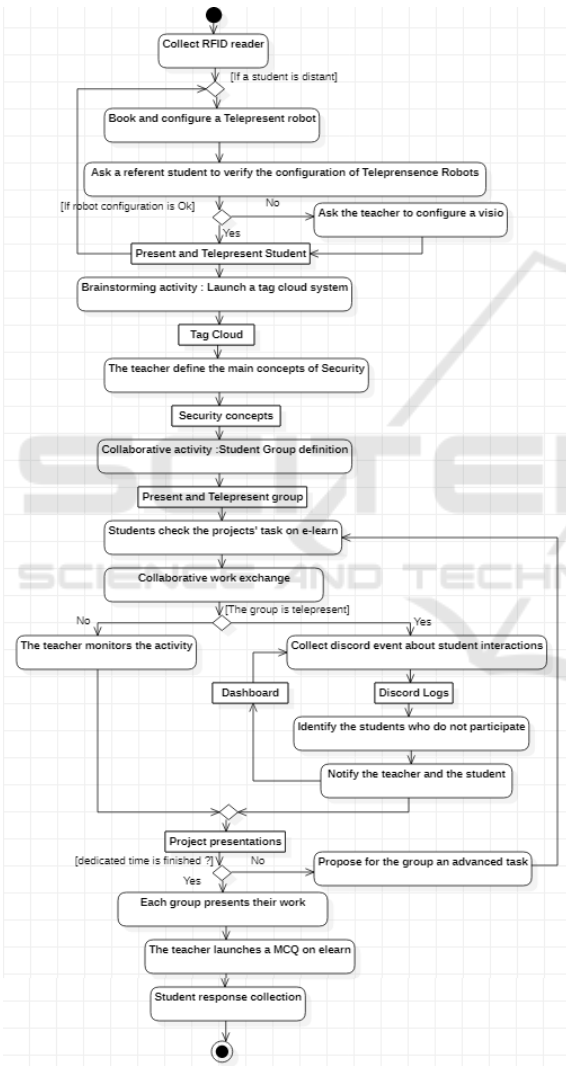 Collect RFID reader
[If a student is distant]
Book and configure a Telepresent robot
Ask a referent student to verify the configuration of Teleprensence Robots
[If robot configuration is Ok]
No
Ask the teacher to configure a visio
Yes
Present and Telepresent Student
Brainstorming activity : Launch a tag cloud system
Tag Cloud
The teacher define the main concepts of Security
Security concepts
Collaborative activity :Student Group definition
Present and Telepresent group
Students check the projects' task on e-learn
Collaborative work exchange
[The group is telepresent]
No
Yes
The teacher monitors the activity
Collect discord event about student interactions
Dashboard
Discord Logs
Identify the students who do not participate
Notify the teacher and the student
Project presentations
[dedicated time is finished ?]
No
Propose for the group an advanced task
Yes
Each group presents their work
The teacher launches a MCQ on elearn
Student response collection
SCITE
SCIENCE AND TECHN